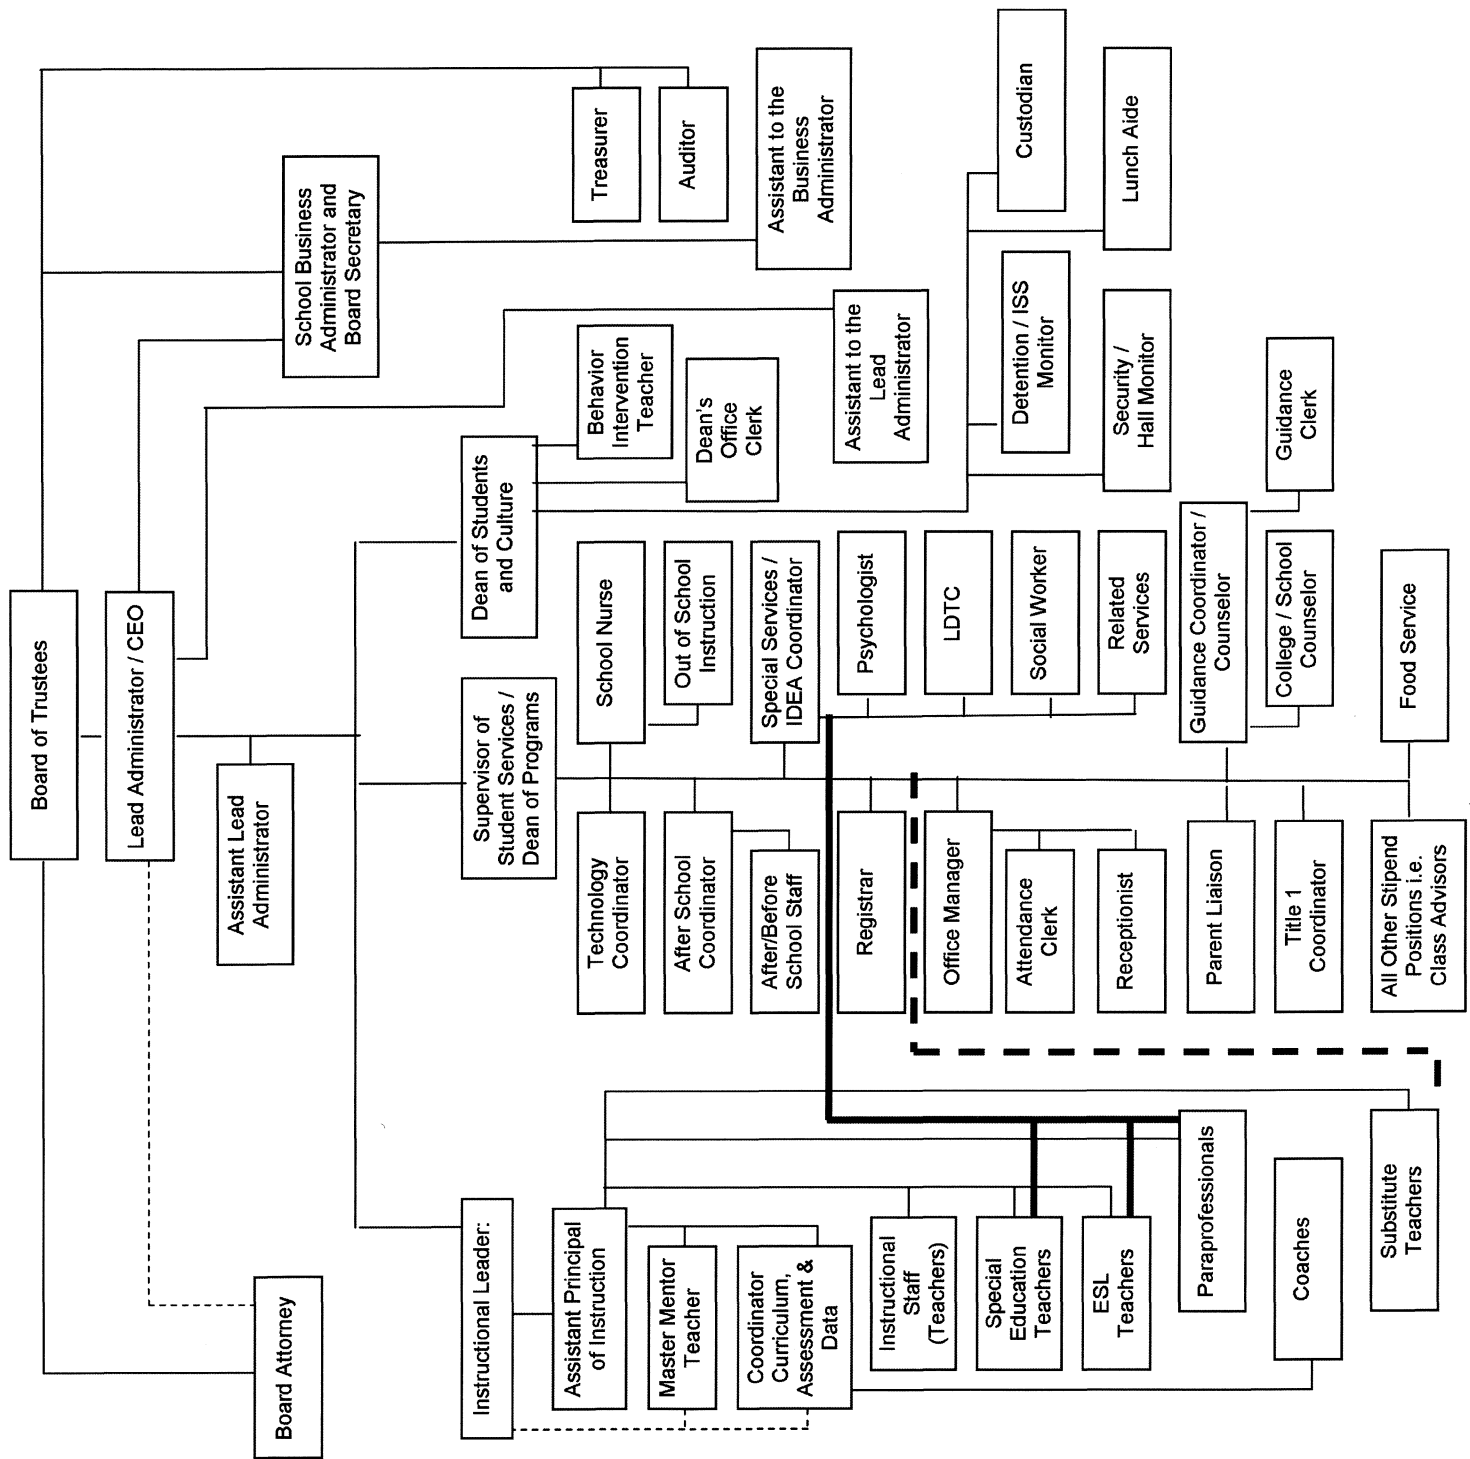 Board of Trustees
Lead Administrator / CEO
Assistant Lead
Administrator
Board Attorney
School Business
Administrator and
Board Secretary
Treasurer
Auditor
Assistant to the
Business
Administrator
Assistant to the
Lead
Administrator
Instructional Leader:
Assistant Principal
of Instruction
Master Mentor
Teacher
Coordinator
Curriculum,
Assessment &
Data
Instructional
Staff
(Teachers)
Special
Education
Teachers
ESL
Teachers
Paraprofessionals
Coaches
Substitute
Teachers
Supervisor of
Student Services /
Dean of Programs
Technology
Coordinator
After School
Coordinator
After/Before
School Staff
Registrar
Office Manager
Attendance
Clerk
Receptionist
Parent Liaison
Title 1
Coordinator
All Other Stipend
Positions i.e.
Class Advisors
School Nurse
Out of School
Instruction
Special Services /
IDEA Coordinator
Psychologist
LDTC
Social Worker
Related
Services
Guidance Coordinator /
Counselor
College / School
Counselor
Guidance
Clerk
Food Service
Dean of Students
and Culture
Behavior
Intervention
Teacher
Dean's
Office
Clerk
Detention / ISS
Monitor
Security /
Hall Monitor
Custodian
Lunch Aide